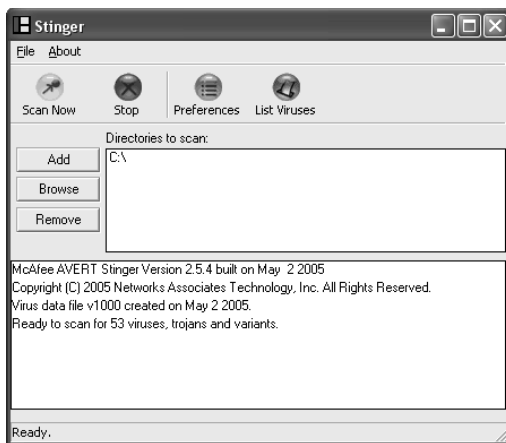 Stinger
File About
Scan Now Stop Preferences List Viruses
Directories to scan:
Add
C:\
Browse
Remove
McAfee AVERT Stinger Version 2.5.4 built on May 2 2005
Copyright (C) 2005 Networks Associates Technology, Inc. All Rights Reserved.
Virus data file v1000 created on May 2 2005.
Ready to scan for 53 viruses, trojans and variants.
Ready.